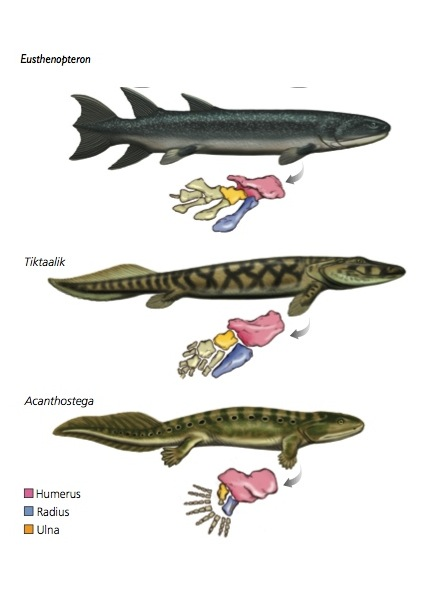 Eusthenopteron
Tiktaalik
Acanthostega
Humerus
Radius
Ulna